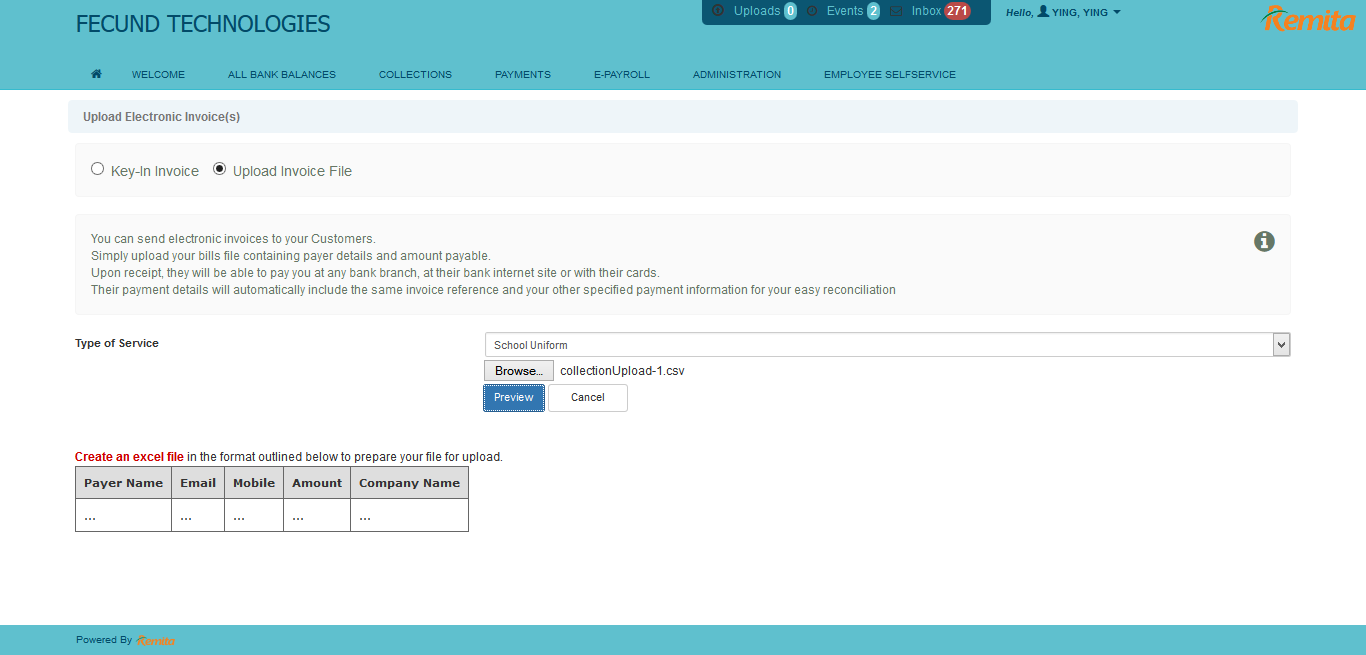 FECUND TECHNOLOGIES
Uploads 0 Events 2 Inbox 271
Hello, YING, YING
Remita
WELCOME ALL BANK BALANCES COLLECTIONS PAYMENTS E-PAYROLL ADMINISTRATION EMPLOYEE SELFSERVICE
Upload Electronic Invoice(s)
Key-In Invoice Upload Invoice File
You can send electronic invoices to your Customers.
Simply upload your bills file containing payer details and amount payable.
Upon receipt, they will be able to pay you at any bank branch, at their bank internet site or with their cards.
Their payment details will automatically include the same invoice reference and your other specified payment information for your easy reconciliation
Type of Service School Uniform
Browse... collectionUpload-1.csv
Preview Cancel
Create an excel file in the format outlined below to prepare your file for upload.
Payer Name Email Mobile Amount Company Name
... ... ... ... ...
Powered By Remita